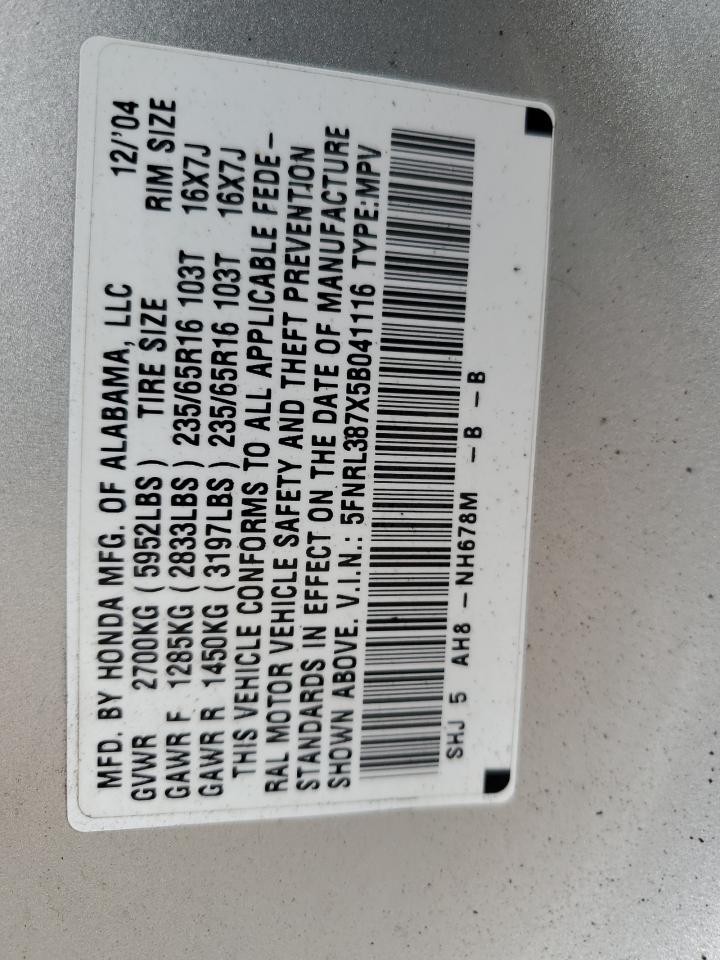 MFD. BY HONDA MFG. OF ALABAMA, LLC 12/'04
GVWR 2700KG (5952LBS) TIRE SIZE RIM SIZE
GAWR F 1285KG (2833LBS) 235/65R16 103T 16X7J
GAWR R 1450KG (3197LBS) 235/65R16 103T 16X7J
THIS VEHICLE CONFORMS TO ALL APPLICABLE FEDE-
RAL MOTOR VEHICLE SAFETY AND THEFT PREVENTION
STANDARDS IN EFFECT ON THE DATE OF MANUFACTURE
SHOWN ABOVE. V.I.N.: 5FNRL387X5B041116 TYPE:MPV
SHJ 5 AH8 -NH678M -B -B